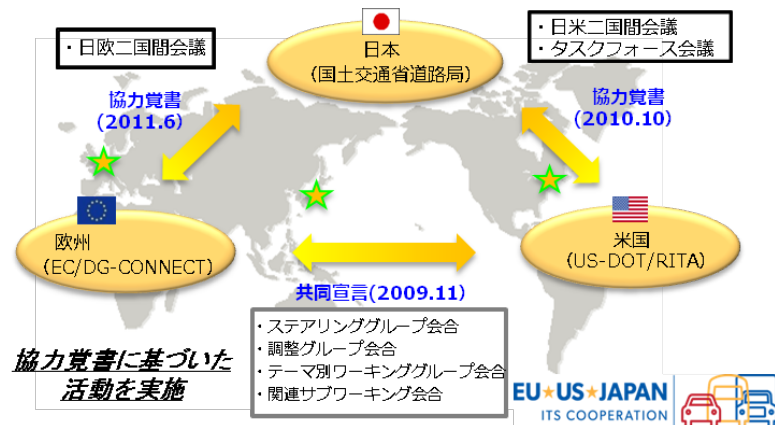 ・日欧二国間会議
日本
(国土交通省道路局)
・日米二国間会議
・タスクフォース会議
協力覚書
(2011.6)
協力覚書
(2010.10)
欧州
(EC/DG-CONNECT)
米国
(US-DOT/RITA)
共同宣言(2009.11)
・ステアリンググループ会合
・調整グループ会合
・テーマ別ワーキンググループ会合
・関連サブワーキング会合
協力覚書に基づいた
活動を実施
EU★US★JAPAN
ITS COOPERATION